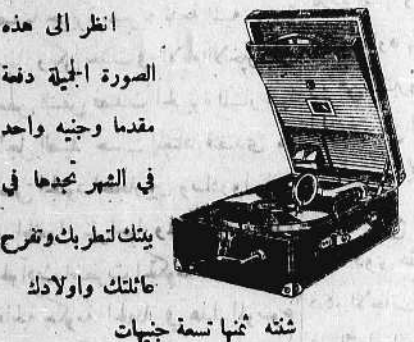 انظر الى هذه
الصورة الجميلة دفعة
مقدما وجنيه واحد
في الشهر تجدها في
بيتك لتطربك وتفرح
عائلتك واولادك
شنته ثمنها تسعة جنيهات